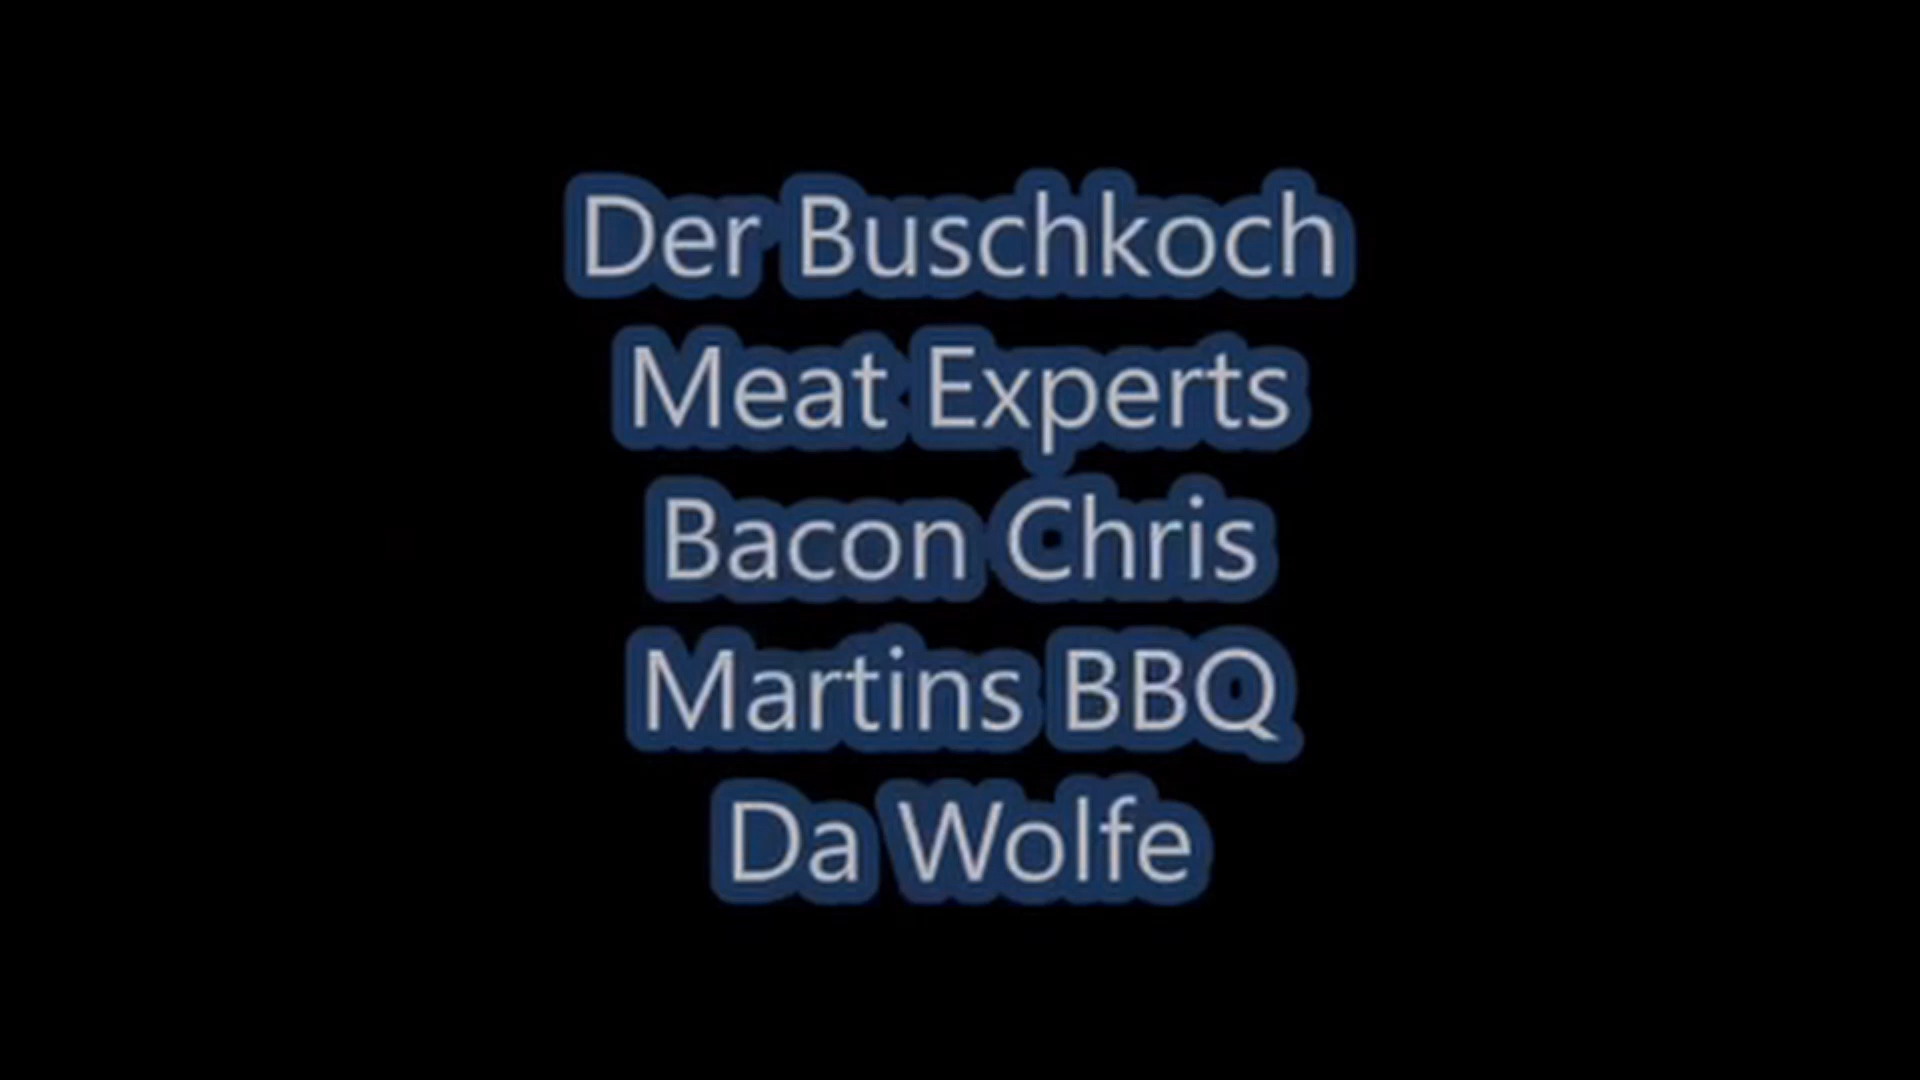 Der Buschkoch
Meat Experts
Bacon Chris
Martins BBQ
Da Wolfe